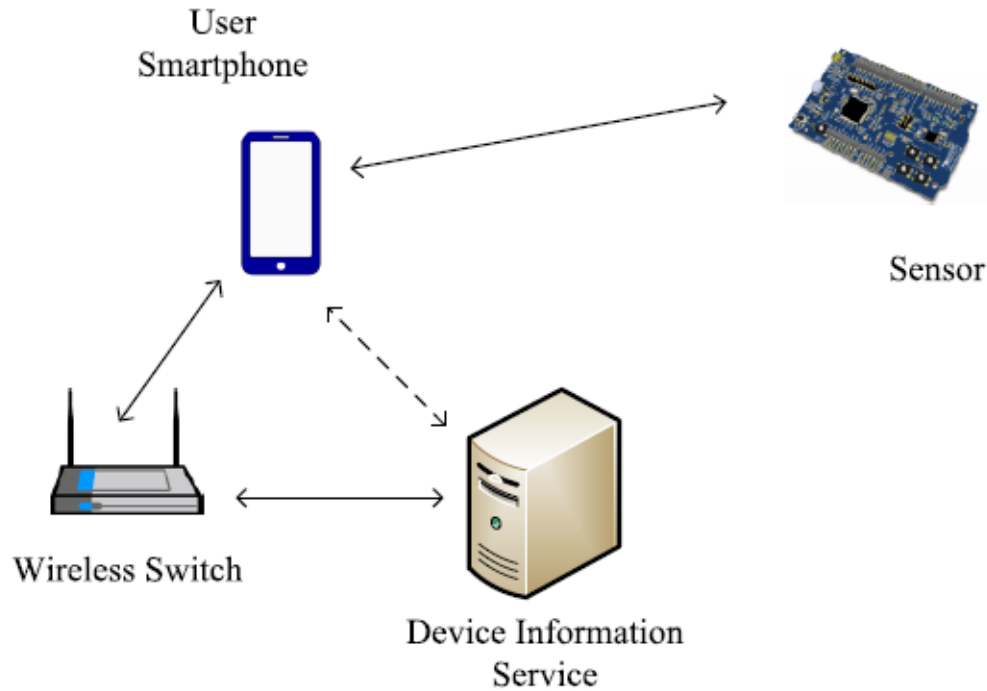 User
Smartphone
Sensor
Wireless Switch
Device Information
Service